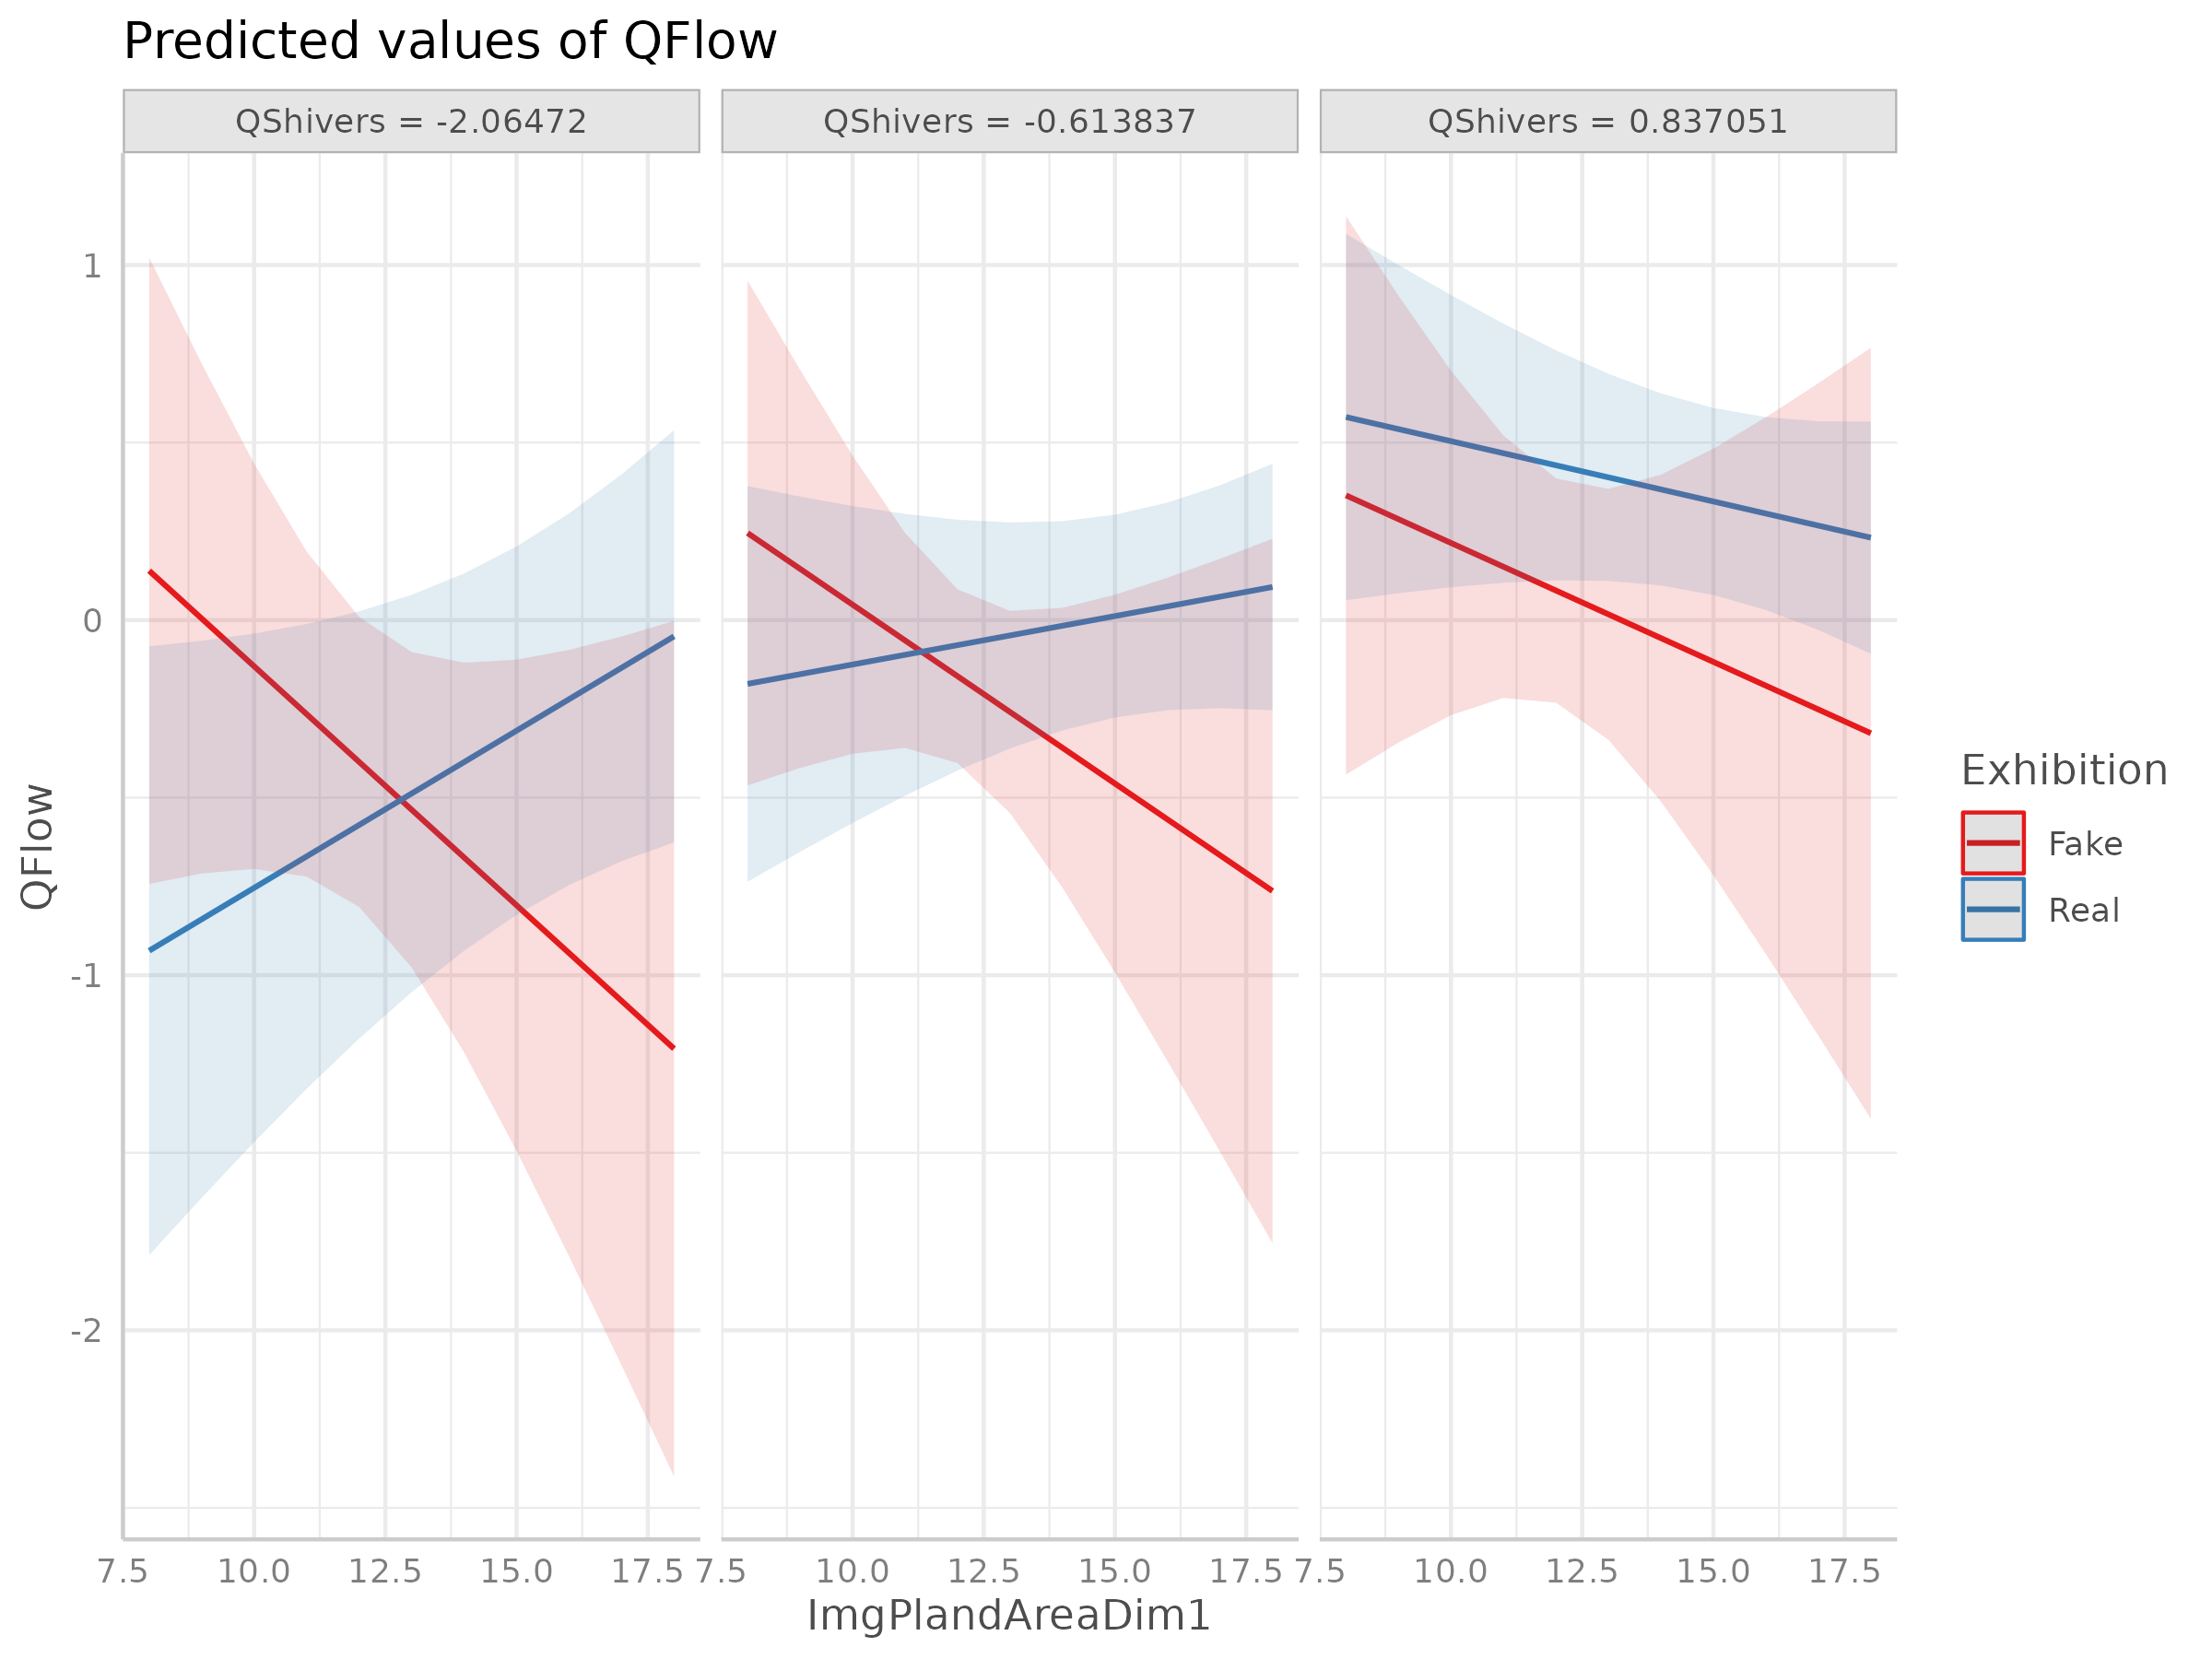 Predicted values of QFlow
QShivers = -2.06472
QShivers = -0.613837
QShivers = 0.837051
1
0
-1
-2
QFlow
7.5 10.0 12.5 15.0 17.5
7.5 10.0 12.5 15.0 17.5
7.5 10.0 12.5 15.0 17.5
ImgPlandAreaDim1
Exhibition
Fake
Real